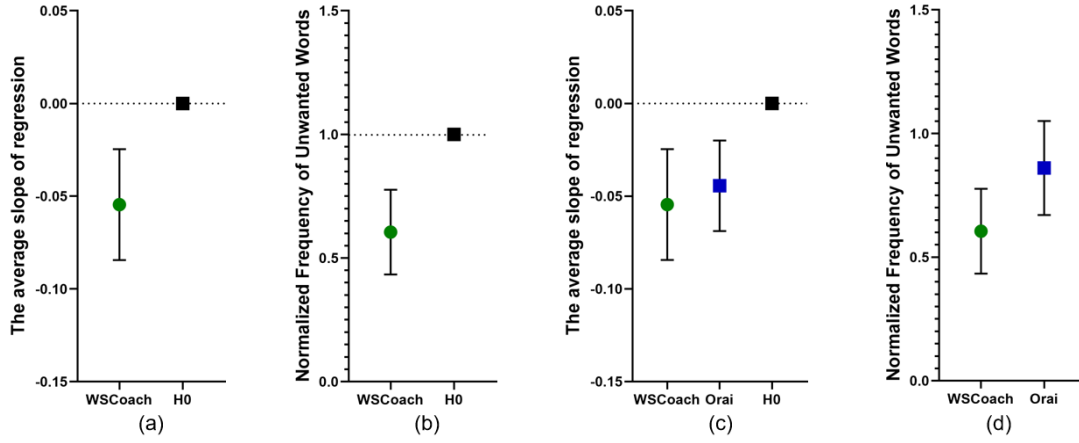 The average slope of regression
0.05
0.00
-0.05
-0.10
-0.15
WSCoach H0
(a)
Normalized Frequency of Unwanted Words
1.5
1.0
0.5
0.0
WSCoach H0
(b)
The average slope of regression
0.05
0.00
-0.05
-0.10
-0.15
WSCoach Orai H0
(c)
Normalized Frequency of Unwanted Words
1.5
1.0
0.5
0.0
WSCoach Orai
(d)